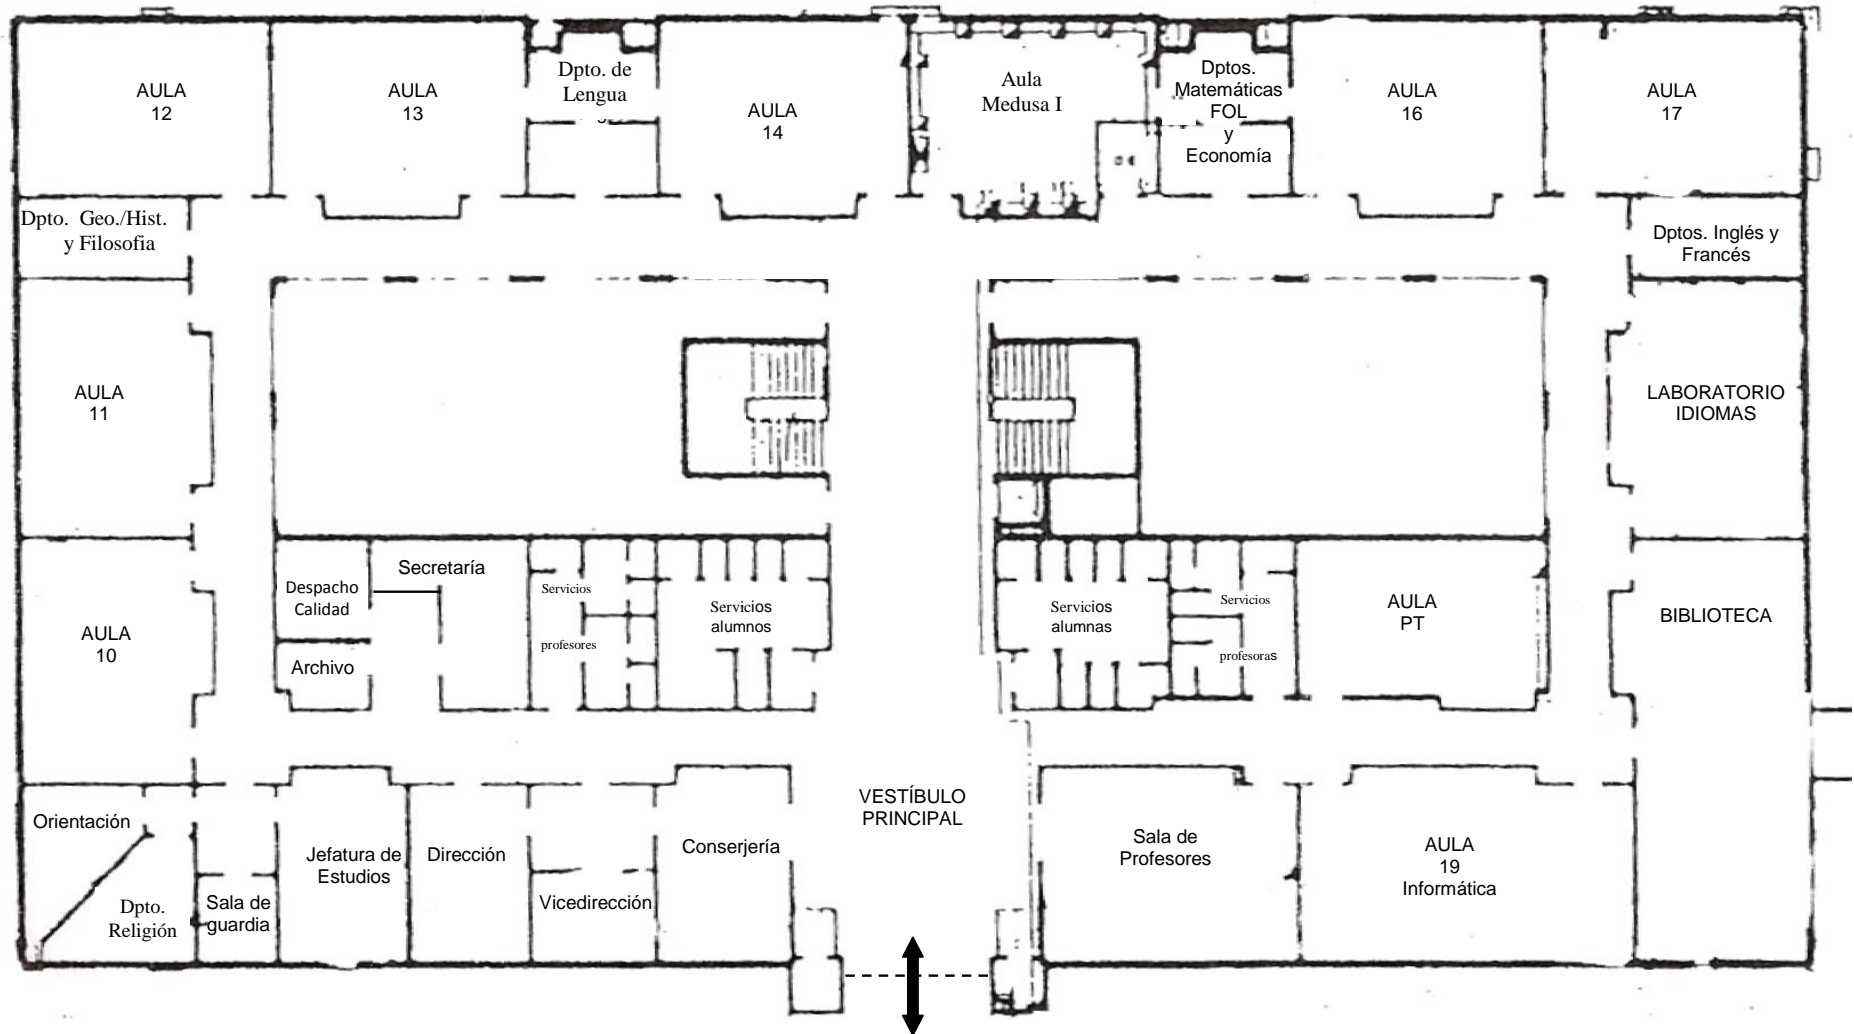 AULA
12
AULA
13
Dpto. de
Lengua
AULA
14
Aula
Medusa I
Dptos.
Matemáticas
FOL
y
Economía
AULA
16
AULA
17
Dpto. Geo./Hist.
y Filosofia
Dptos. Inglés y
Francés
AULA
11
LABORATORIO
IDIOMAS
AULA
10
Despacho
Calidad
Secretaría
Archivo
Servicios
profesores
Servicios
alumnos
Servicios
alumnas
Servicios
profesoras
AULA
PT
BIBLIOTECA
Orientación
Dpto.
Religión
Sala de
guardia
Jefatura de
Estudios
Dirección
Vicedirección
Conserjería
VESTÍBULO
PRINCIPAL
Sala de
Profesores
AULA
19
Informática